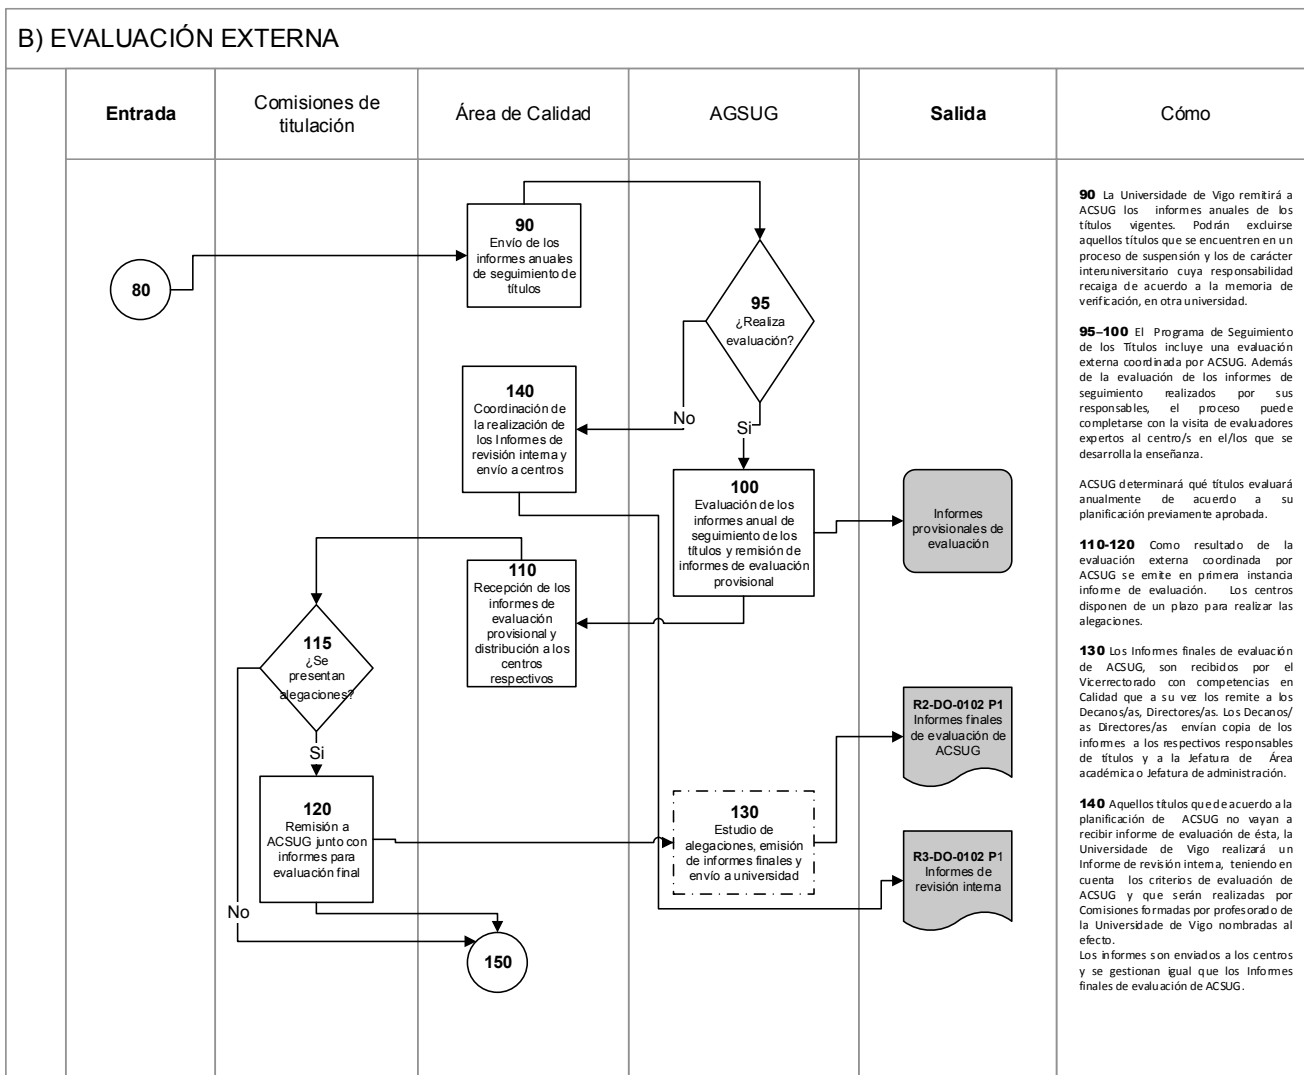 B) EVALUACIÓN EXTERNA
Entrada
Comisiones de
titulación
Área de Calidad
AGSUG
Salida
Cómo
80
90
Envío de los
informes anuales
de seguimiento de
títulos
95
¿Realiza
evaluación?
No
Si
140
Coordinación de
la realización de
los Informes de
revisión interna y
envío a centros
100
Evaluación de los
informes anual de
seguimiento de los
títulos y remisión de
informes de evaluación
provisional
Informes
provisionales de
evaluación
110
Recepción de los
informes de
evaluación
provisional y
distribución a los
centros
respectivos
115
¿Se
presentan
alegaciones?
Si
No
120
Remisión a
ACSUG junto con
informes para
evaluación final
130
Estudio de
alegaciones, emisión
de informes finales y
envío a universidad
R2-DO-0102 P1
Informes finales
de evaluación de
ACSUG
R3-DO-0102 P1
Informes de
revisión interna
150
90 La Universidade de Vigo remitirá a
ACSUG los informes anuales de los
títulos vigentes. Podrán excluirse
aquellos títulos que se encuentren en un
proceso de suspensión y los de carácter
interuniversitario cuya responsabilidad
recaiga de acuerdo a la memoria de
verificación, en otra universidad.
95–100 El Programa de Seguimiento
de los Títulos incluye una evaluación
externa coordinada por ACSUG. Además
de la evaluación de los informes de
seguimiento realizados por sus
responsables, el proceso puede
completarse con la visita de evaluadores
expertos al centro/s en el/los que se
desarrolla la enseñanza.
ACSUG determinará qué títulos evaluará
anualmente de acuerdo a su
planificación previamente aprobada.
110-120 Como resultado de la
evaluación externa coordinada por
ACSUG se emite en primera instancia
informe de evaluación. Los centros
disponen de un plazo para realizar las
alegaciones.
130 Los Informes finales de evaluación
de ACSUG, son recibidos por el
Vicerrectorado con competencias en
Calidad que a su vez los remite a los
Decanos/as, Directores/as. Los Decanos/
as Directores/as envían copia de los
informes a los respectivos responsables
de títulos y a la Jefatura de Área
académica o Jefatura de administración.
140 Aquellos títulos que de acuerdo a la
planificación de ACSUG no vayan a
recibir informe de evaluación de ésta, la
Universidade de Vigo realizará un
Informe de revisión interna, teniendo en
cuenta los criterios de evaluación de
ACSUG y que serán realizadas por
Comisiones formadas por profesorado de
la Universidade de Vigo nombradas al
efecto.
Los informes son enviados a los centros
y se gestionan igual que los Informes
finales de evaluación de ACSUG.